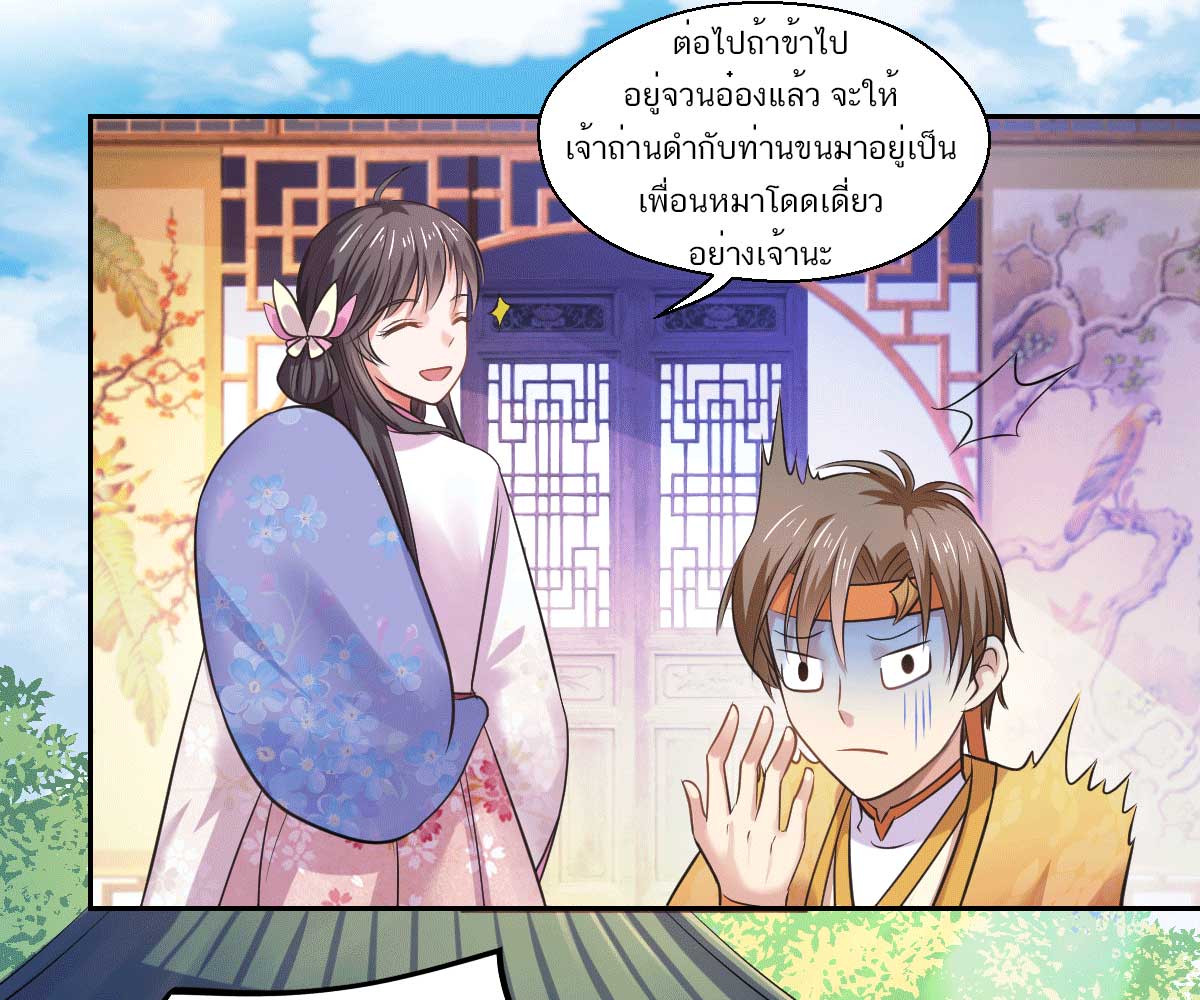 ต่อไปถ้าข้าไป
อยู่จวนอ๋องแล้ว จะให้
เจ้าถ่านดำกับท่านขนมาอยู่เป็น
เพื่อนหมาโดดเดี่ยว
อย่างเจ้านะ